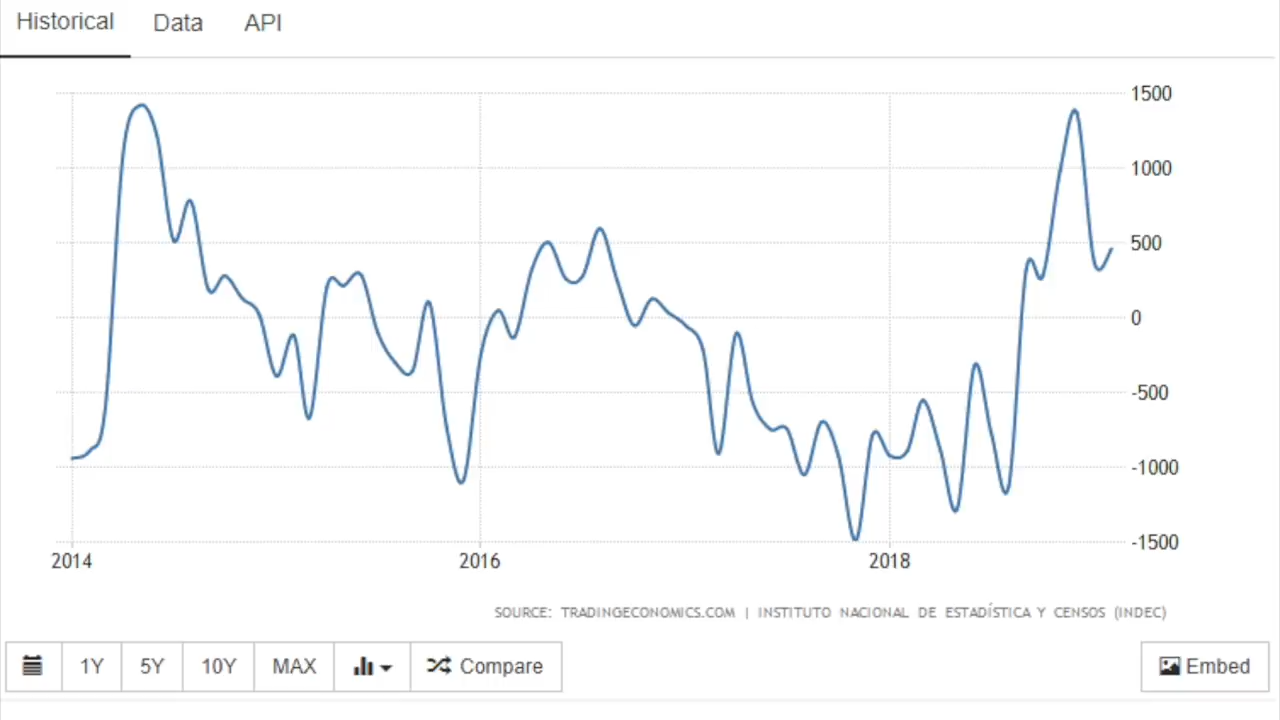 Historical Data API
1500
1000
500
0
-500
-1000
-1500
2014 2016 2018
SOURCE: TRADINGECONOMICS.COM | INSTITUTO NACIONAL DE ESTADÍSTICA Y CENSOS (INDEC)
1Y 5Y 10Y MAX Compare Embed